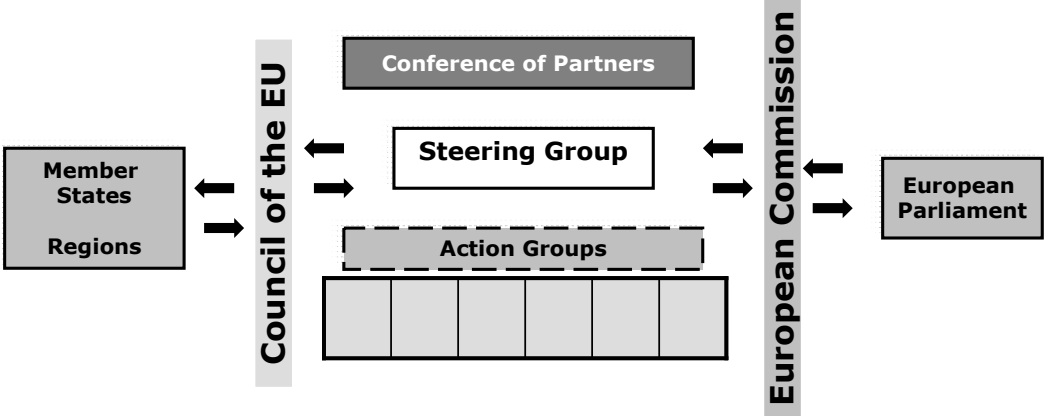 Conference of Partners
Council of the EU
European Commission
Steering Group
Member
States
Regions
European
Parliament
Action Groups